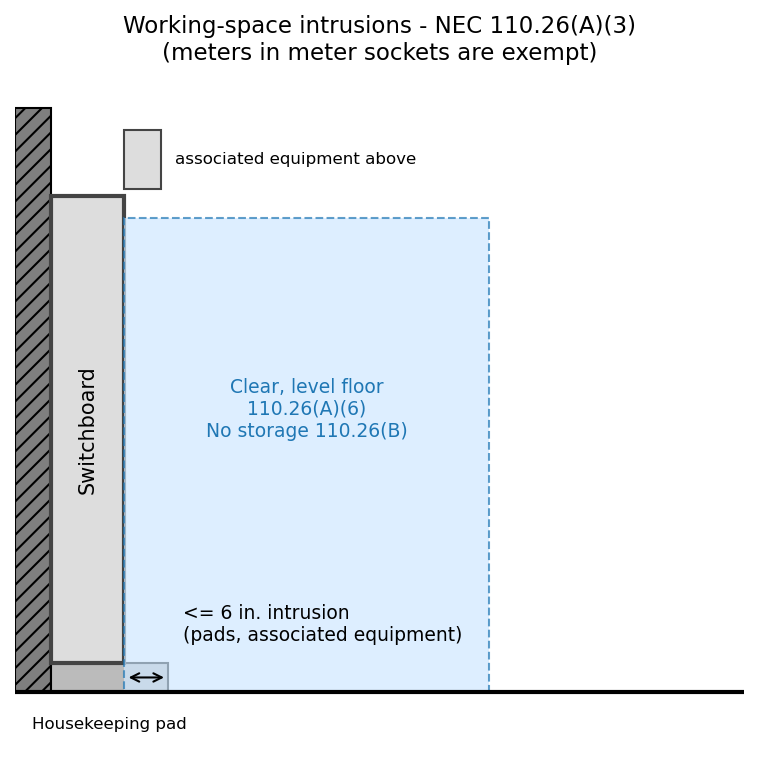 Working-space intrusions - NEC 110.26(A)(3)
(meters in meter sockets are exempt)
associated equipment above
Clear, level floor
110.26(A)(6)
No storage 110.26(B)
Switchboard
<= 6 in. intrusion
(pads, associated equipment)
Housekeeping pad